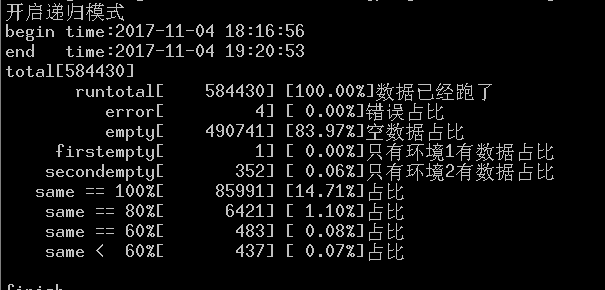 开启递归模式
begin time:2017-11-04 18:16:56
end   time:2017-11-04 19:20:53
total[584430]
runtotal[    584430] [100.00%]数据已经跑了
error[         4] [ 0.00%]错误占比
empty[    490741] [83.97%]空数据占比
firstempty[         1] [ 0.00%]只有环境1有数据占比
secondempty[       352] [ 0.06%]只有环境2有数据占比
same == 100%[     85991] [14.71%]占比
same == 80%[      6421] [ 1.10%]占比
same == 60%[       483] [ 0.08%]占比
same <  60%[       437] [ 0.07%]占比